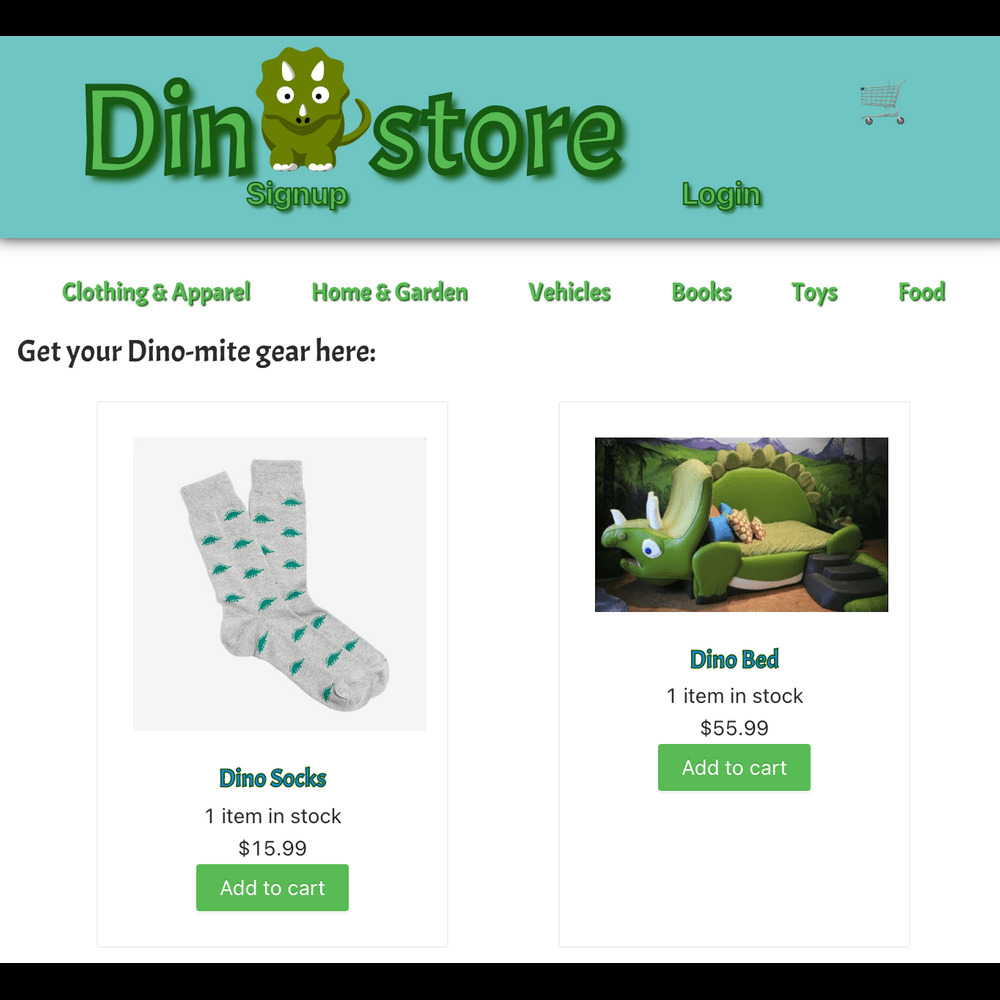 Din store
Signup Login
Clothing & Apparel Home & Garden Vehicles Books Toys Food
Get your Dino-mite gear here:
Dino Socks
1 item in stock
$15.99
Add to cart
Dino Bed
1 item in stock
$55.99
Add to cart